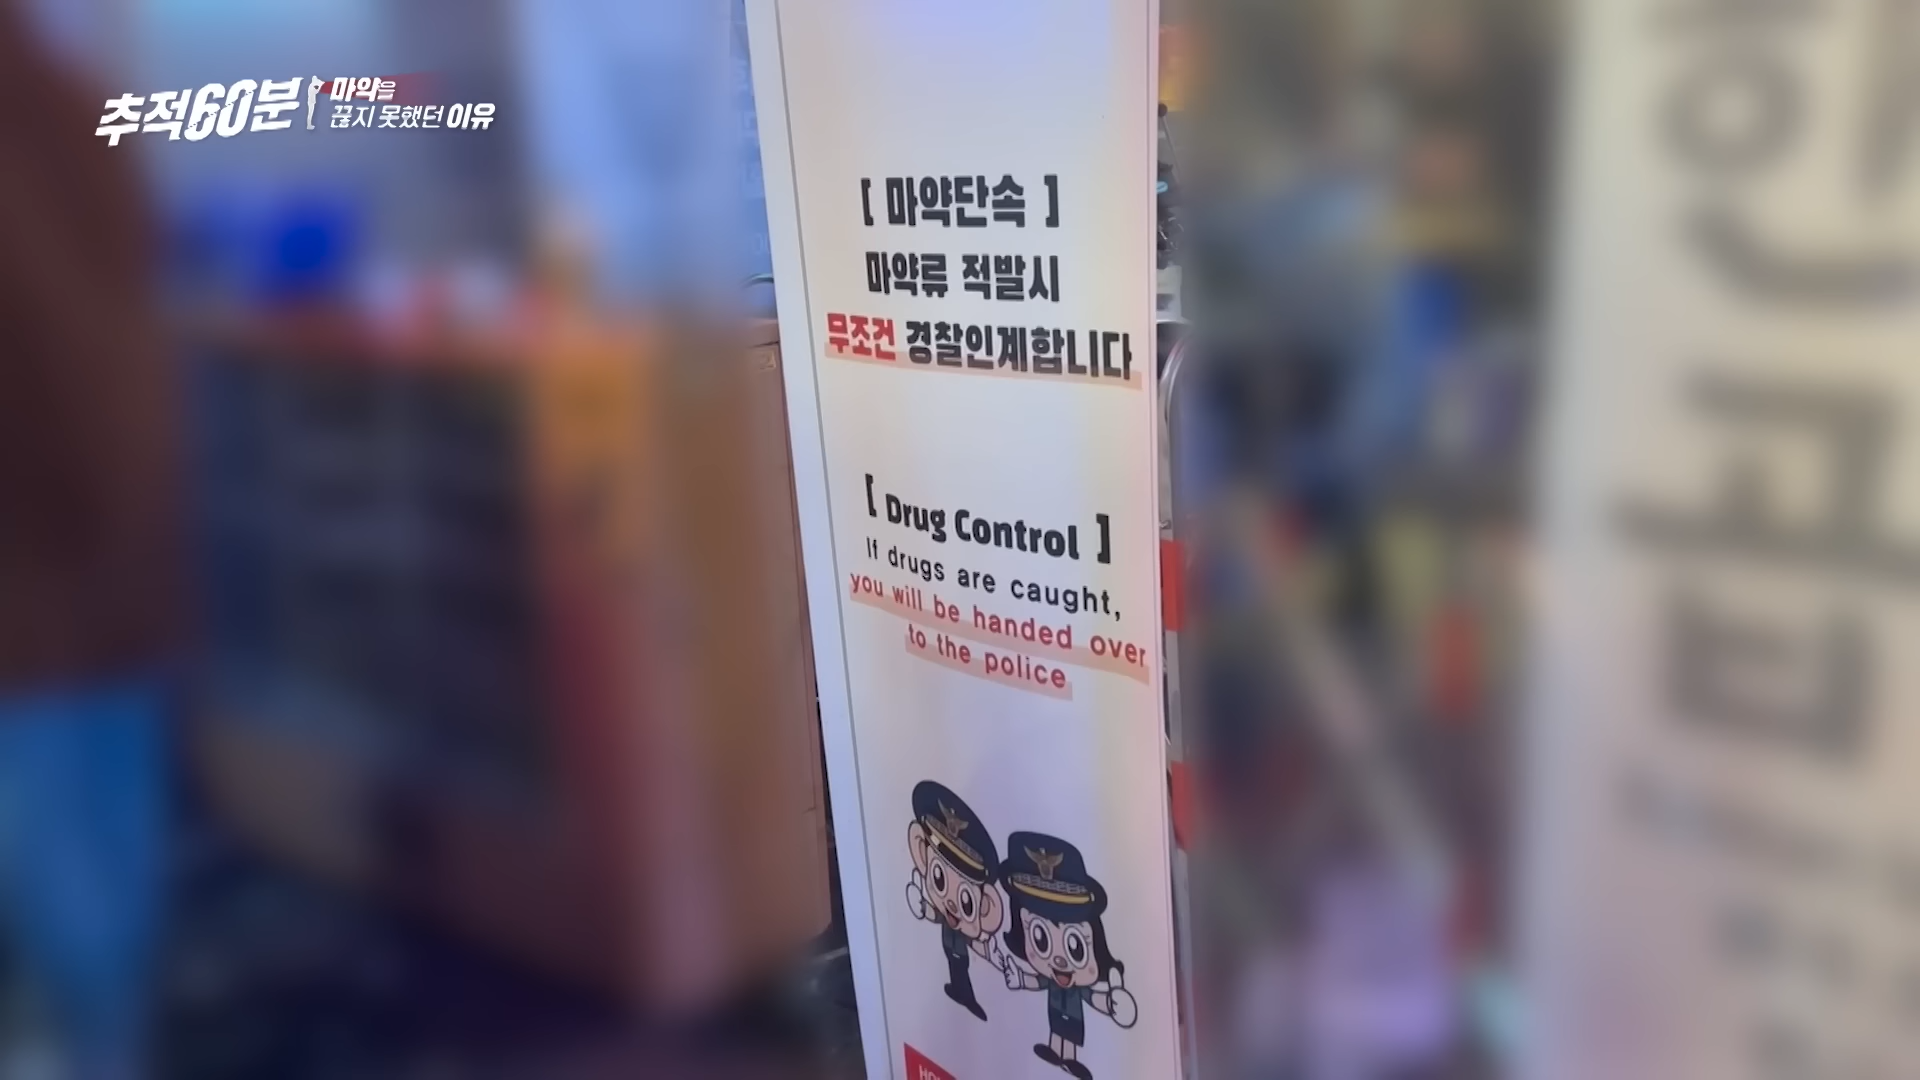 추적60분
마약을
끊지 못했던 이유
[ 마약단속 ]
마약류 적발시
무조건 경찰인계합니다
[ Drug Control ]
If drugs are caught,
you will be handed over
to the police